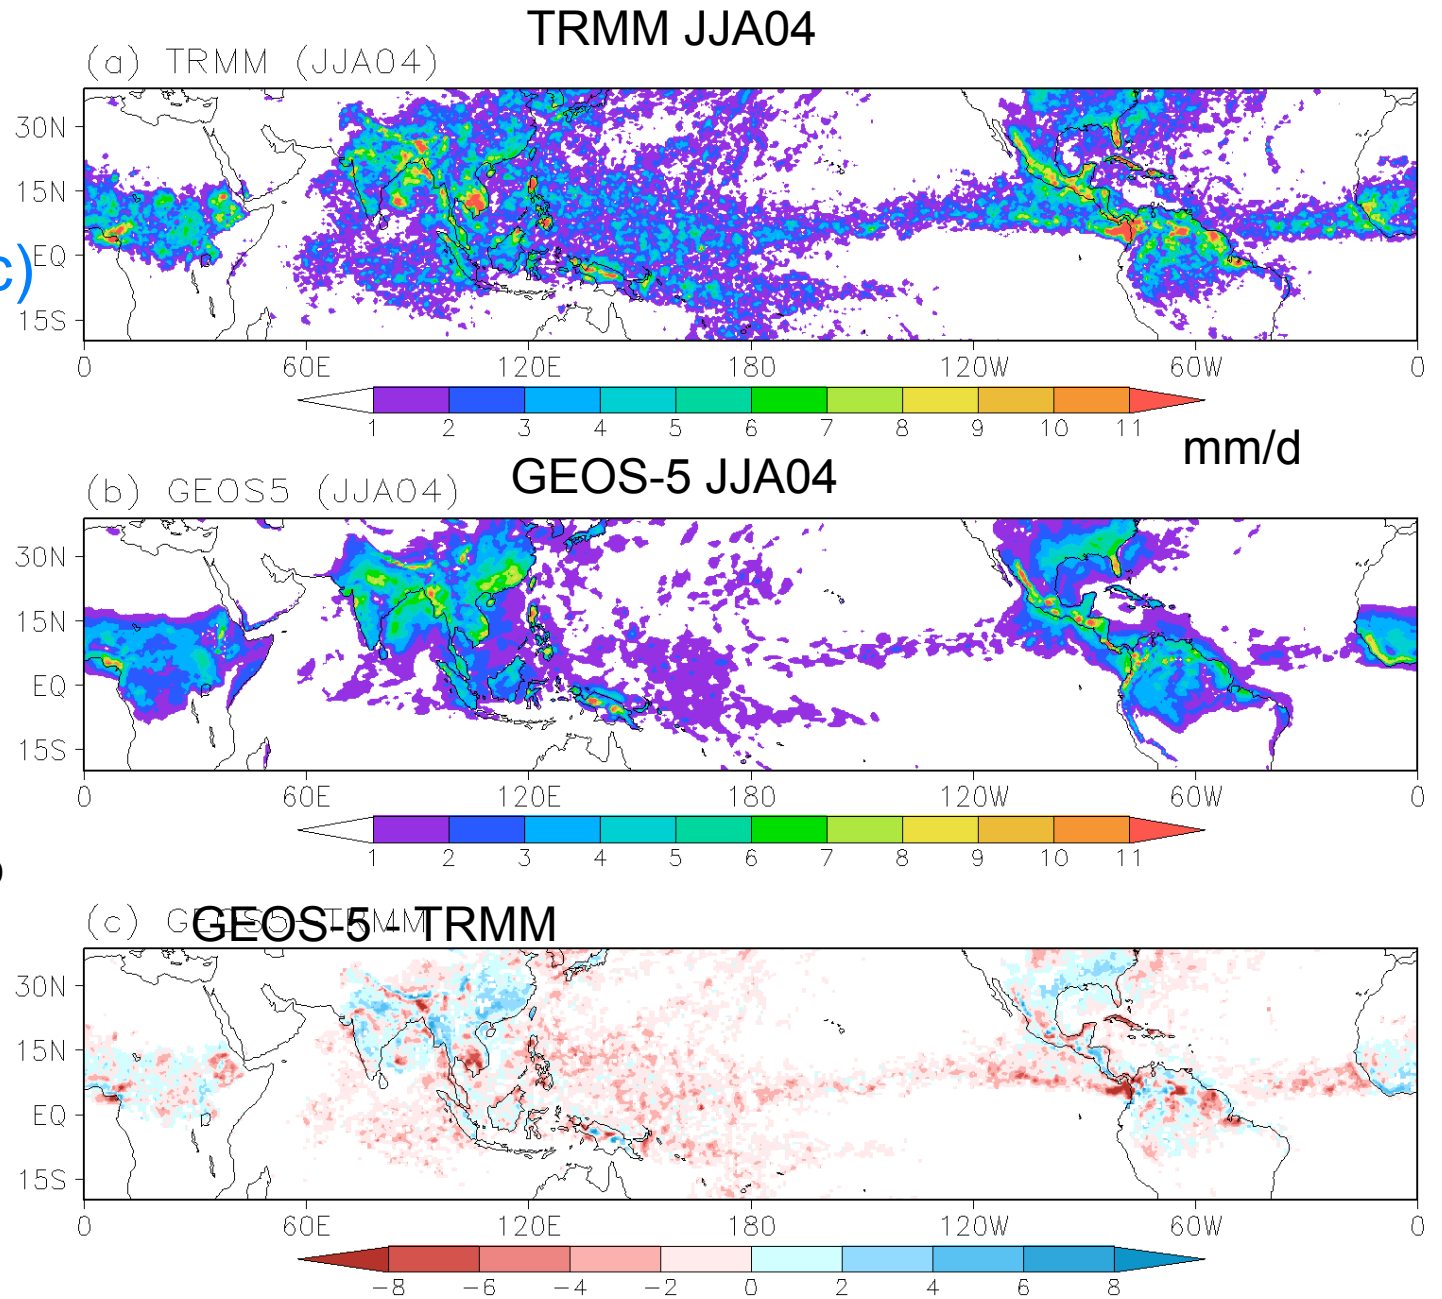 TRMM JJA04
(a) TRMM (JJA04)
30N
15N
EQ
15S
c)
0 60E 120E 180 120W 60W 0
1 2 3 4 5 6 7 8 9 10 11
mm/d
GEOS-5 JJA04
(b) GEOS5 (JJA04)
30N
15N
EQ
15S
0 60E 120E 180 120W 60W 0
1 2 3 4 5 6 7 8 9 10 11
(c) GEOS5-TRMM
GEOS-5 - TRMM
30N
15N
EQ
15S
0 60E 120E 180 120W 60W 0
−8 −6 −4 −2 0 2 4 6 8